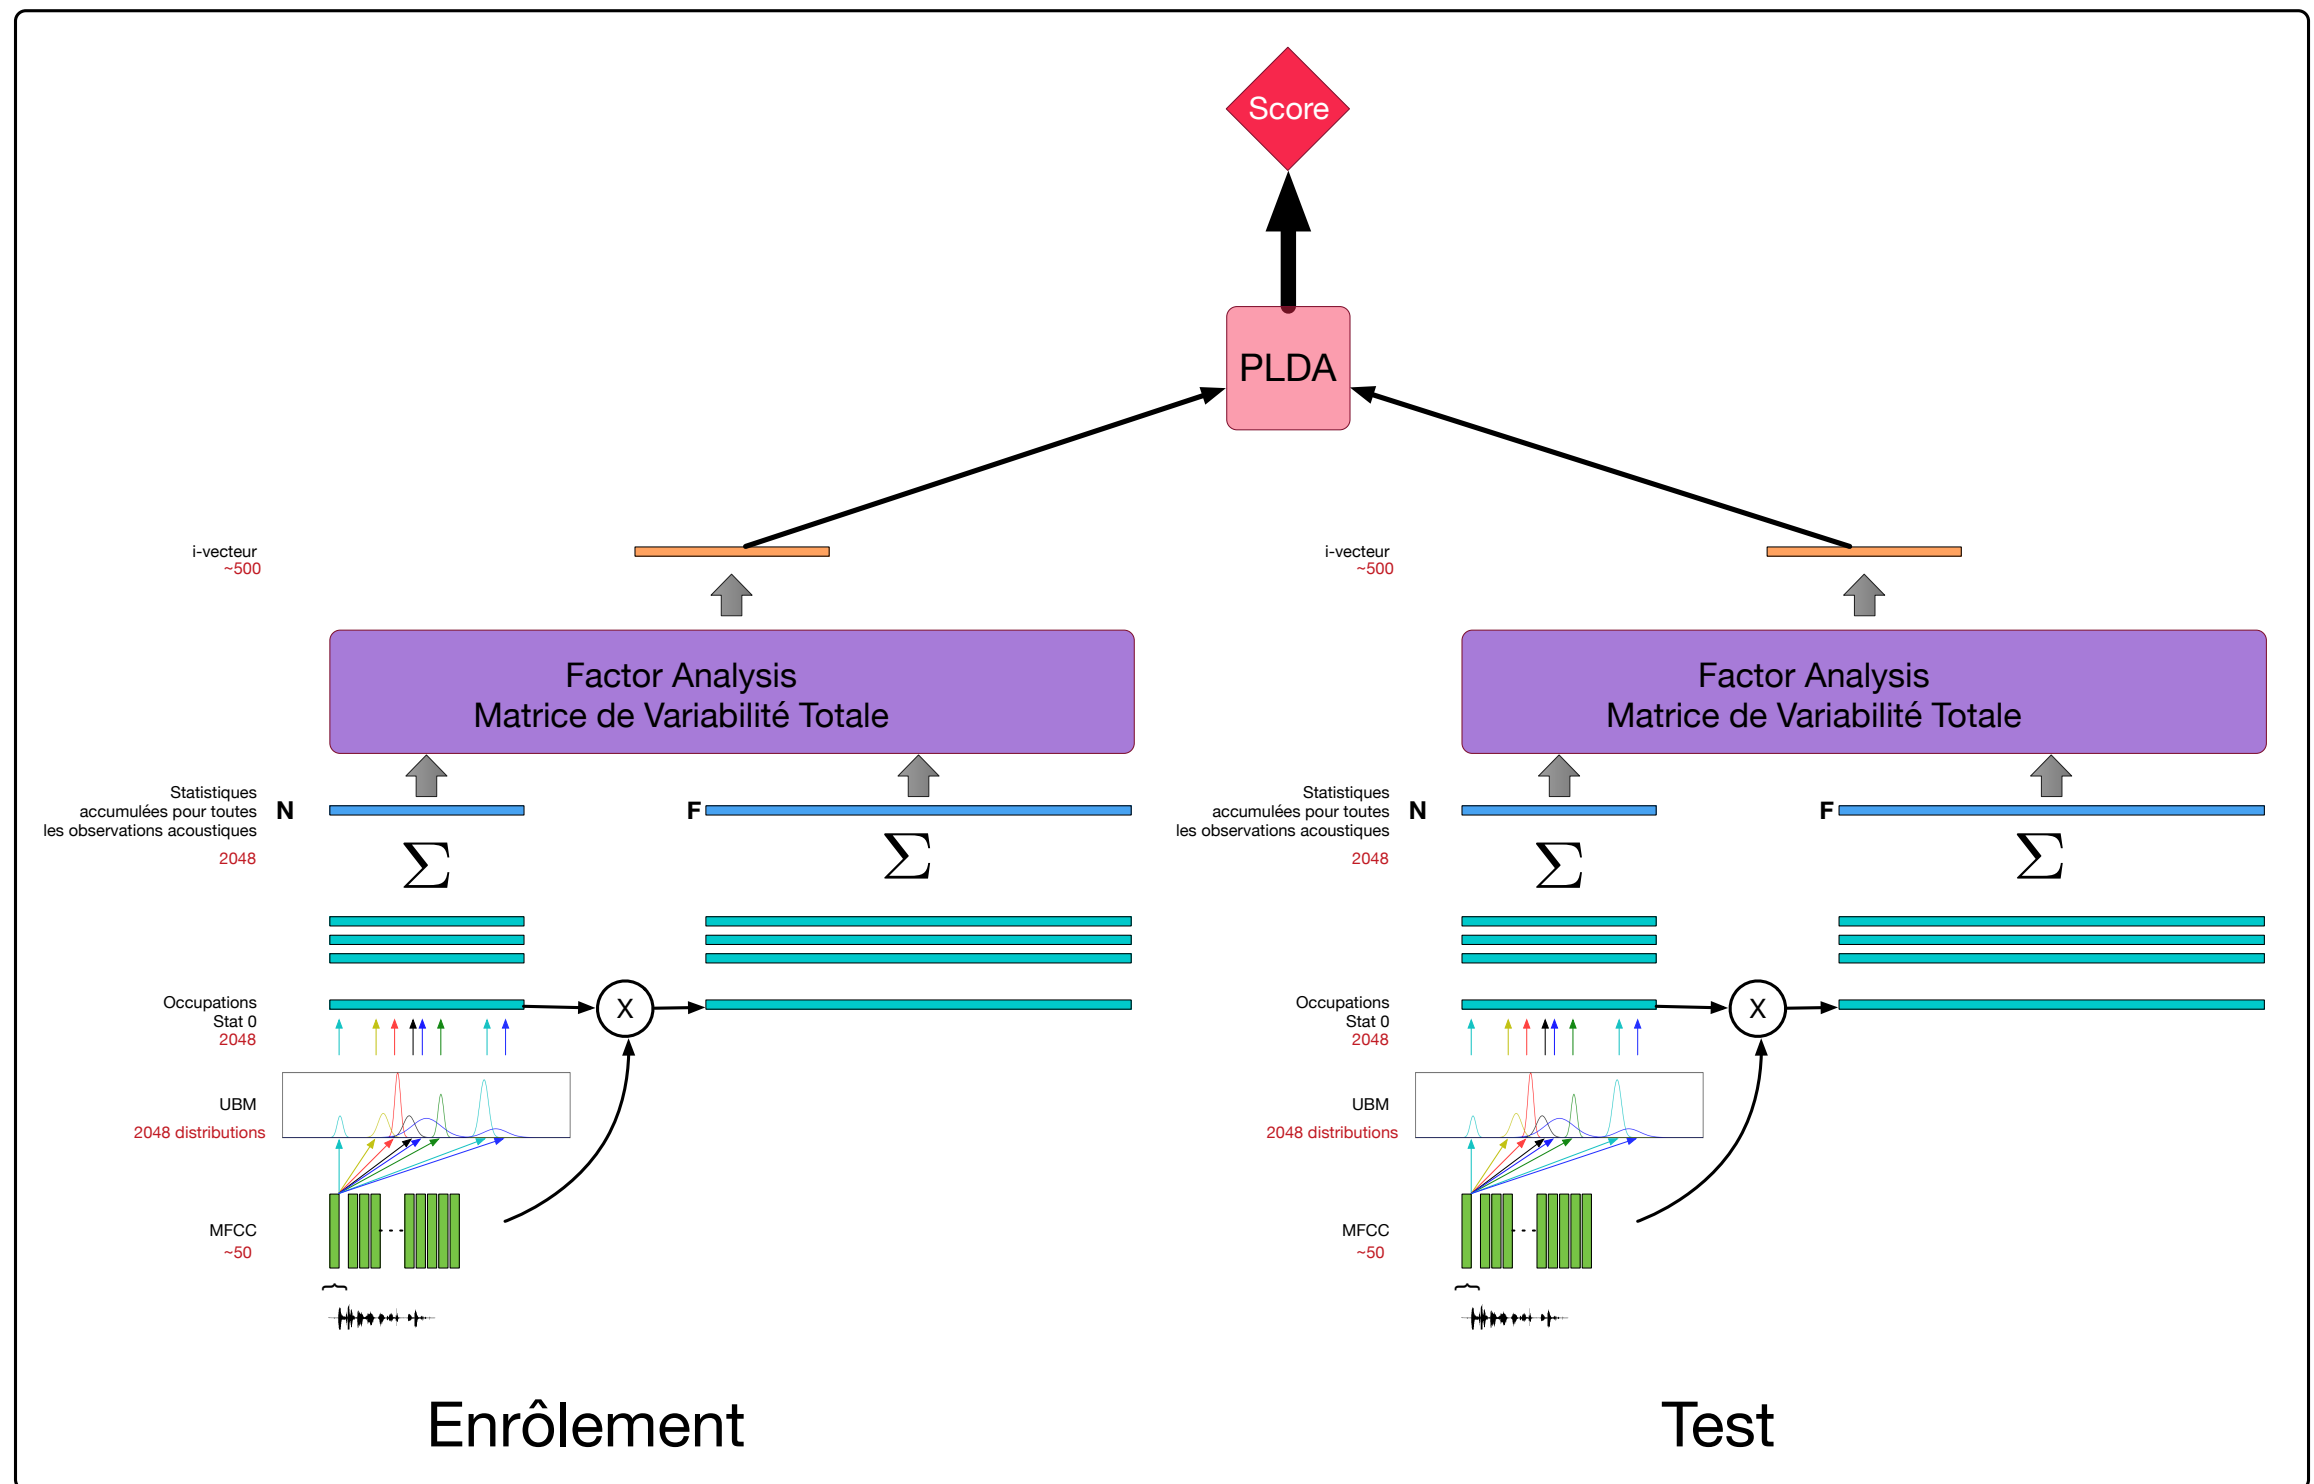 Score
PLDA
i-vecteur
~500
Factor Analysis
Matrice de Variabilité Totale
Statistiques
accumulées pour toutes
les observations acoustiques
2048
N
F
Σ
Σ
Occupations
Stat 0
2048
X
UBM
2048 distributions
MFCC
~50
Enrôlement
i-vecteur
~500
Factor Analysis
Matrice de Variabilité Totale
Statistiques
accumulées pour toutes
les observations acoustiques
2048
N
F
Σ
Σ
Occupations
Stat 0
2048
X
UBM
2048 distributions
MFCC
~50
Test